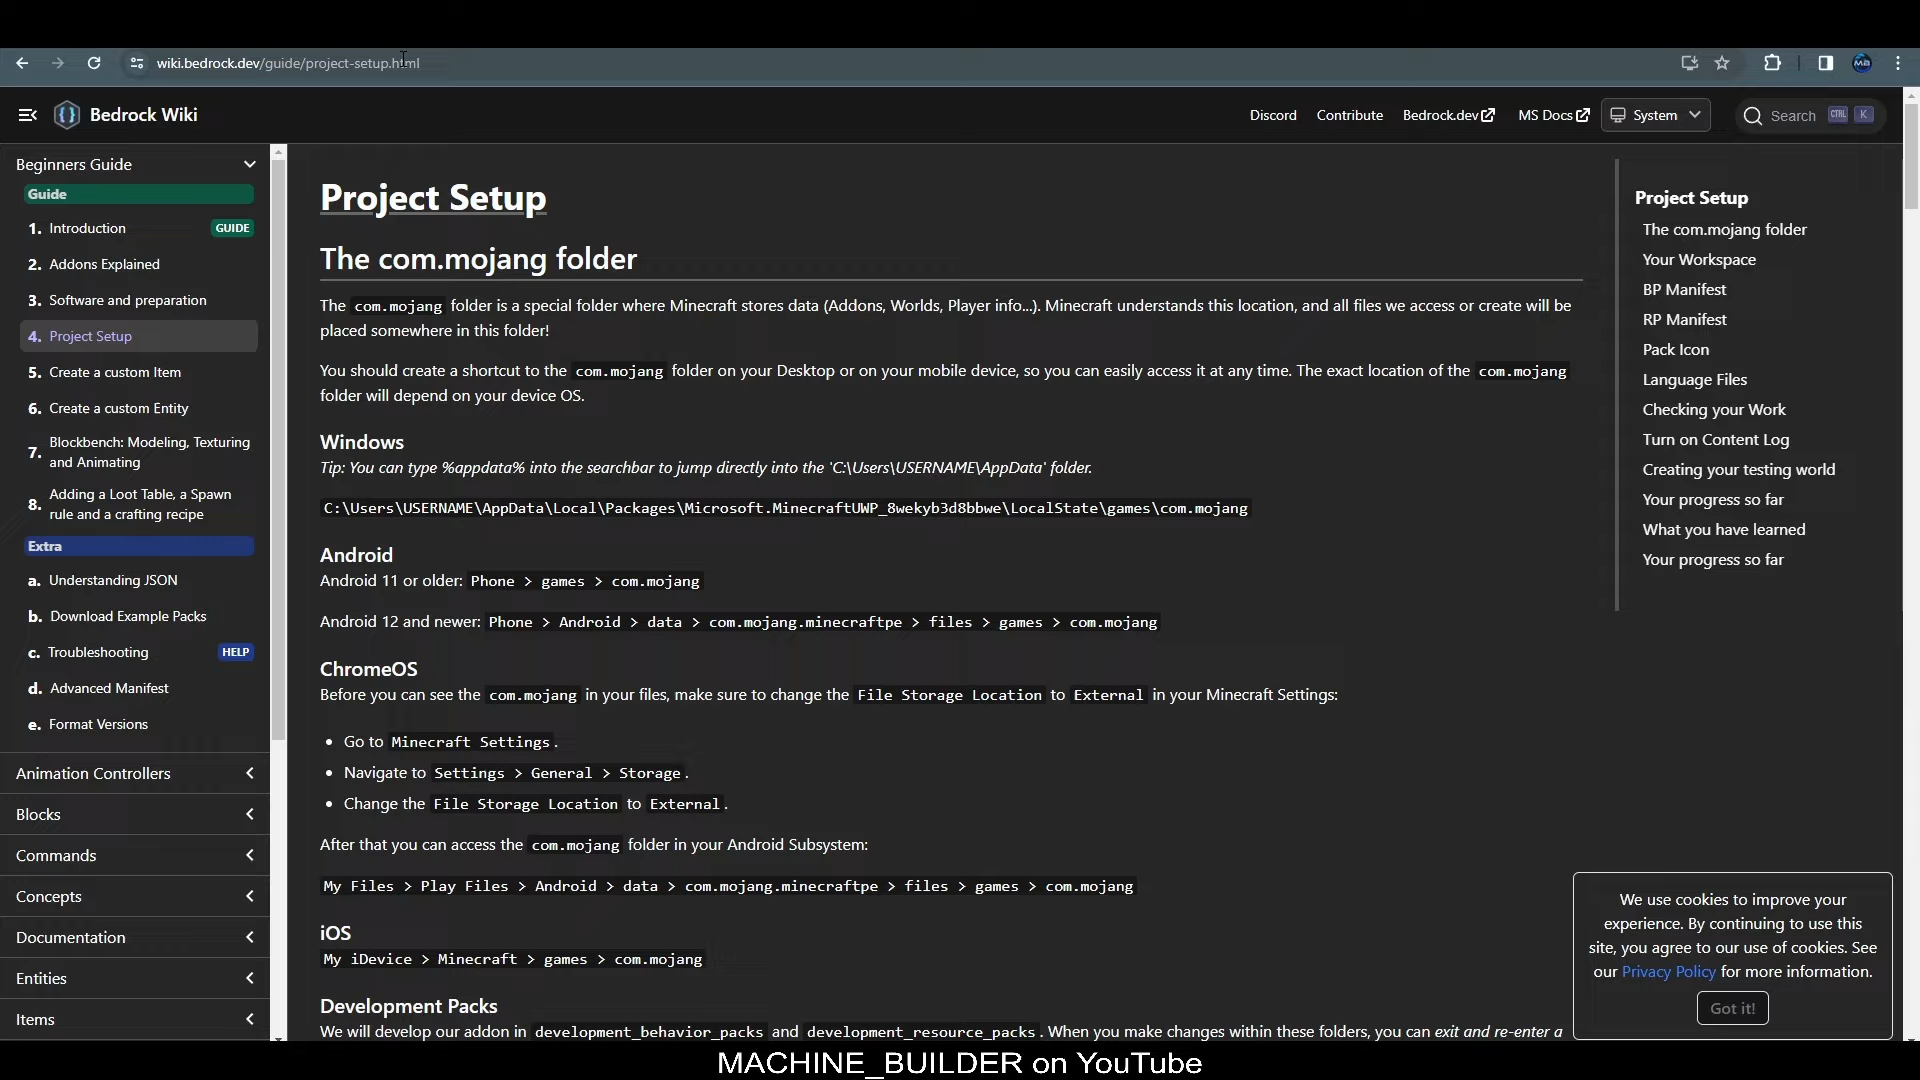 wiki.bedrock.dev/guide/project-setup.html
MB
Bedrock Wiki
Discord
Contribute
Bedrock.dev
MS Docs
System
Search
CTRL K
Beginners Guide
Guide
1. Introduction GUIDE
2. Addons Explained
3. Software and preparation
4. Project Setup
5. Create a custom Item
6. Create a custom Entity
7. Blockbench: Modeling, Texturing
and Animating
8. Adding a Loot Table, a Spawn
rule and a crafting recipe
Extra
a. Understanding JSON
b. Download Example Packs
c. Troubleshooting HELP
d. Advanced Manifest
e. Format Versions
Animation Controllers
Blocks
Commands
Concepts
Documentation
Entities
Items
Project Setup
The com.mojang folder
The com.mojang folder is a special folder where Minecraft stores data (Addons, Worlds, Player info...). Minecraft understands this location, and all files we access or create will be
placed somewhere in this folder!
You should create a shortcut to the com.mojang folder on your Desktop or on your mobile device, so you can easily access it at any time. The exact location of the com.mojang
folder will depend on your device OS.
Windows
Tip: You can type %appdata% into the searchbar to jump directly into the 'C:\Users\USERNAME\AppData' folder.
C:\Users\USERNAME\AppData\Local\Packages\Microsoft.MinecraftUWP_8wekyb3d8bbwe\LocalState\games\com.mojang
Android
Android 11 or older: Phone > games > com.mojang
Android 12 and newer: Phone > Android > data > com.mojang.minecraftpe > files > games > com.mojang
ChromeOS
Before you can see the com.mojang in your files, make sure to change the File Storage Location to External in your Minecraft Settings:
• Go to Minecraft Settings.
• Navigate to Settings > General > Storage.
• Change the File Storage Location to External.
After that you can access the com.mojang folder in your Android Subsystem:
My Files > Play Files > Android > data > com.mojang.minecraftpe > files > games > com.mojang
iOS
My iDevice > Minecraft > games > com.mojang
Development Packs
We will develop our addon in development_behavior_packs and development_resource_packs. When you make changes within these folders, you can exit and re-enter a
Project Setup
The com.mojang folder
Your Workspace
BP Manifest
RP Manifest
Pack Icon
Language Files
Checking your Work
Turn on Content Log
Creating your testing world
Your progress so far
What you have learned
Your progress so far
We use cookies to improve your
experience. By continuing to use this
site, you agree to our use of cookies. See
our Privacy Policy for more information.
Got it!
MACHINE_BUILDER on YouTube